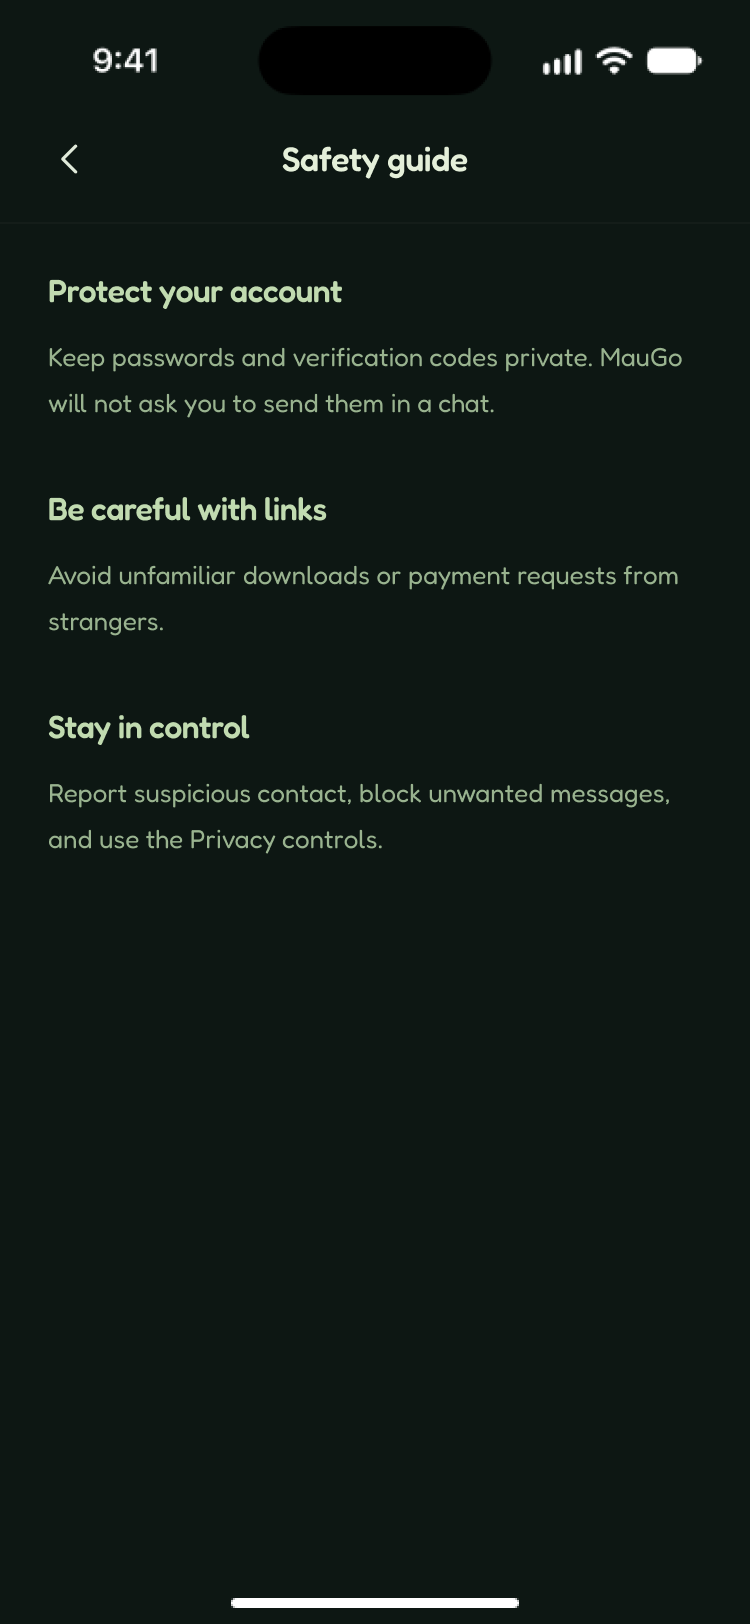 9:41
Safety guide
Protect your account
Keep passwords and verification codes private. MauGo
will not ask you to send them in a chat.
Be careful with links
Avoid unfamiliar downloads or payment requests from
strangers.
Stay in control
Report suspicious contact, block unwanted messages,
and use the Privacy controls.